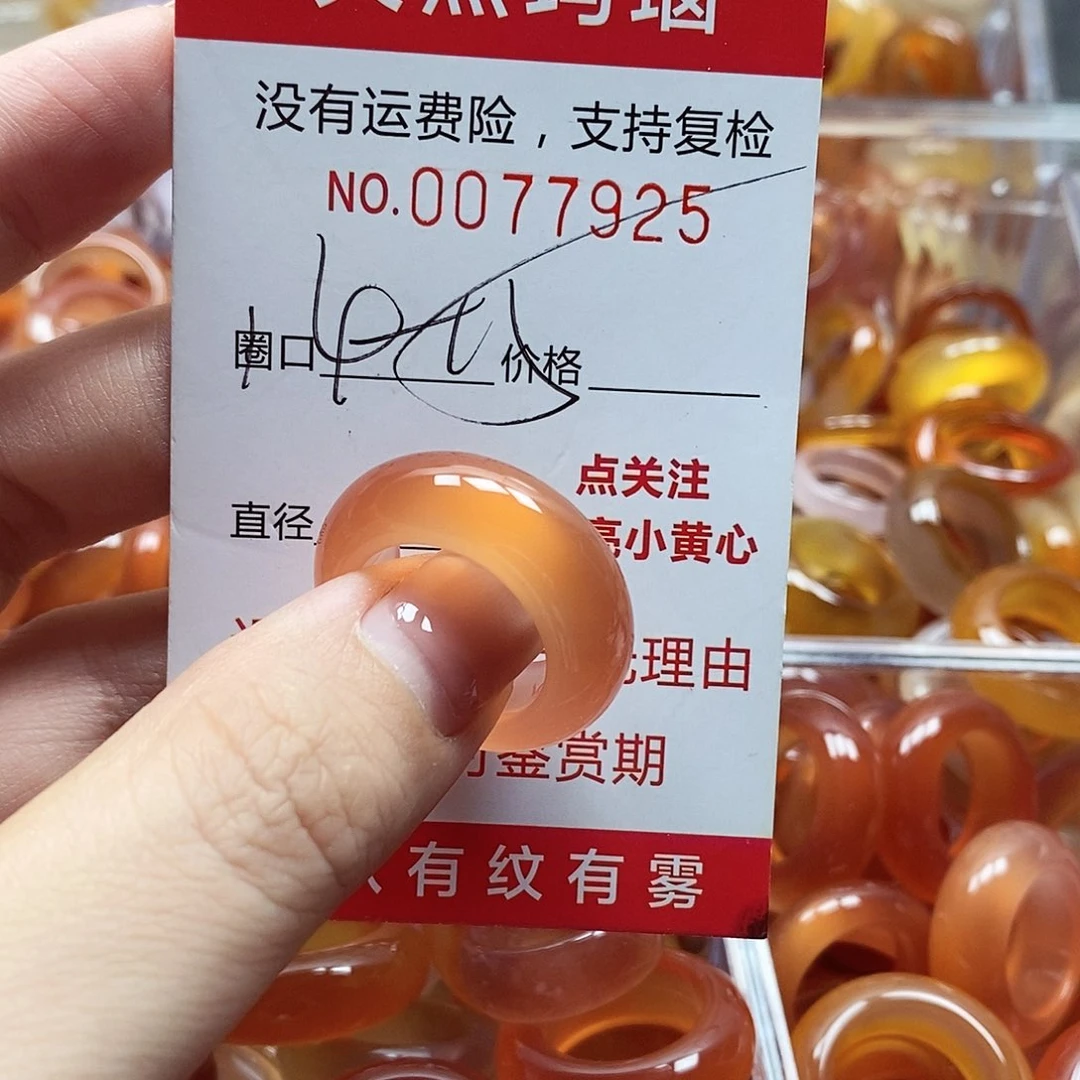 没有运费险，支持复检
NO.0077925
圈口
价格
点关注
直径
亮小黄心
理由
鉴赏期
有纹有雾